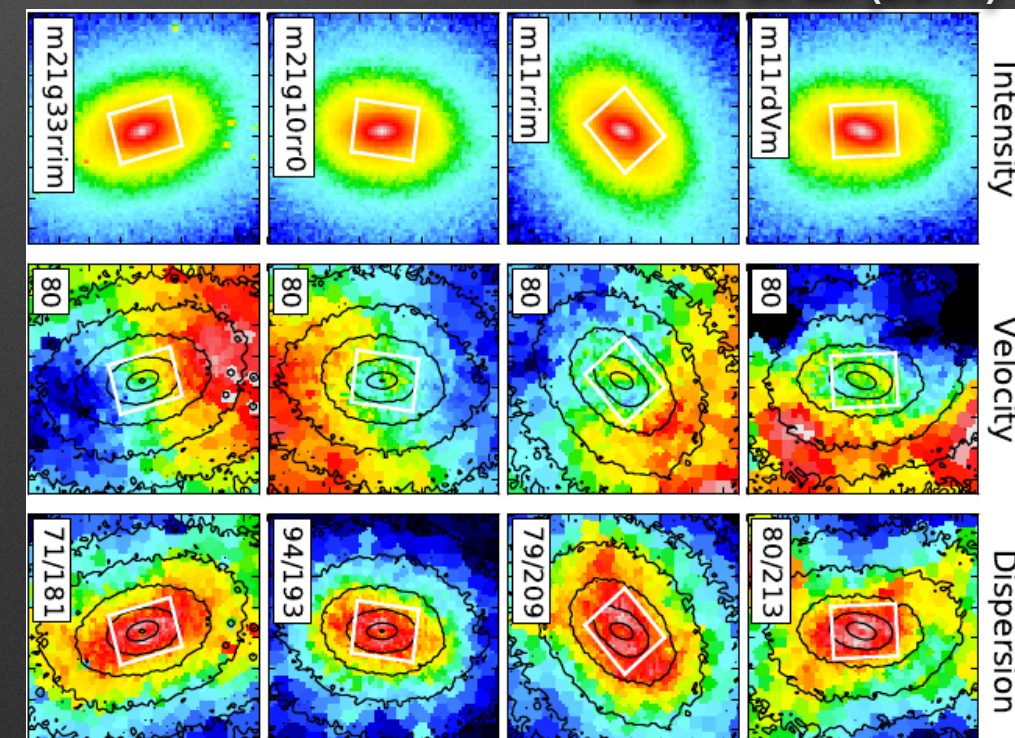 Intensity Velocity Dispersion
m11rdVm 80 80/213
m11rrim 80 79/209
m21g10rr0 80 94/193
m21g33rrim 80 71/181